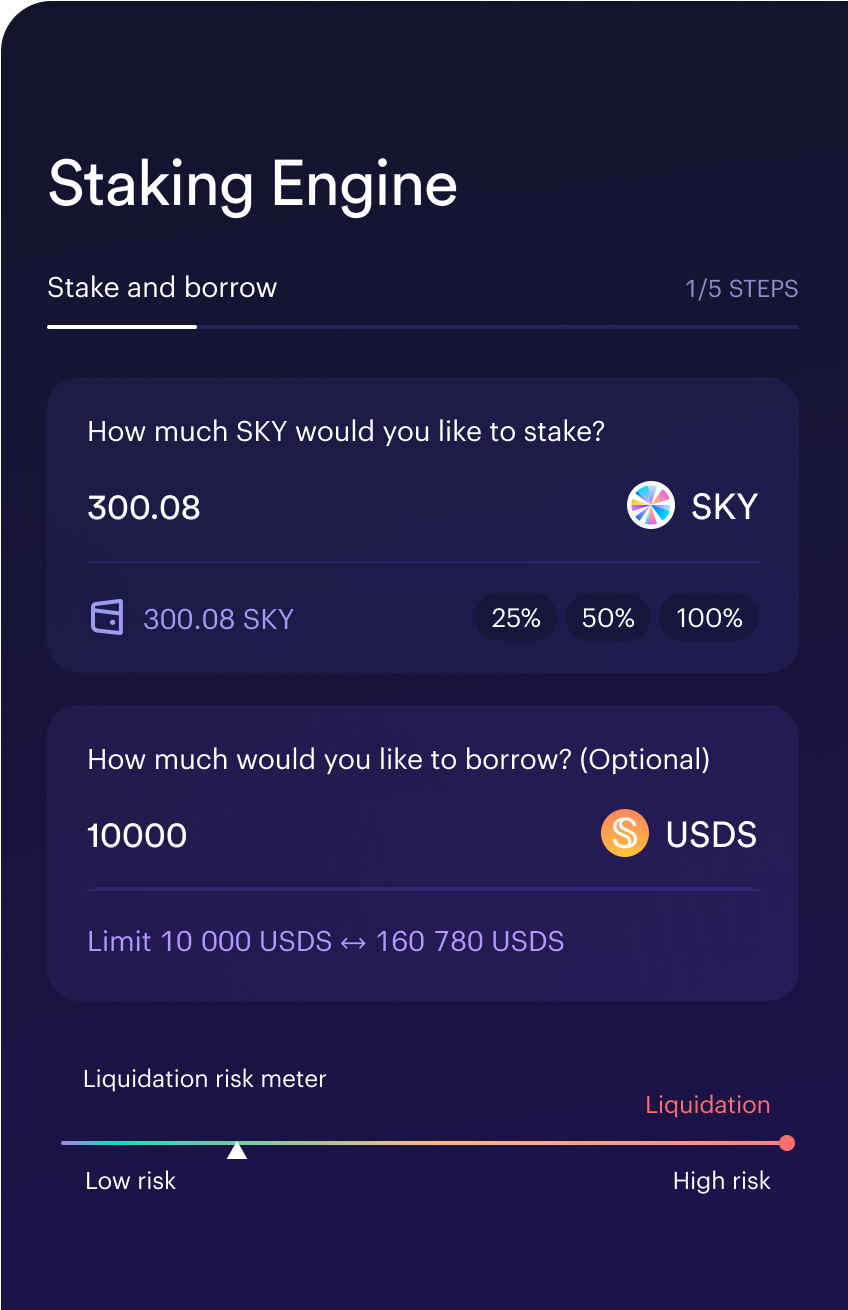 Staking Engine
Stake and borrow
1/5 STEPS
How much SKY would you like to stake?
300.08
SKY
300.08 SKY
25%
50%
100%
How much would you like to borrow? (Optional)
10000
USDS
Limit 10 000 USDS ↔ 160 780 USDS
Liquidation risk meter
Liquidation
Low risk
High risk